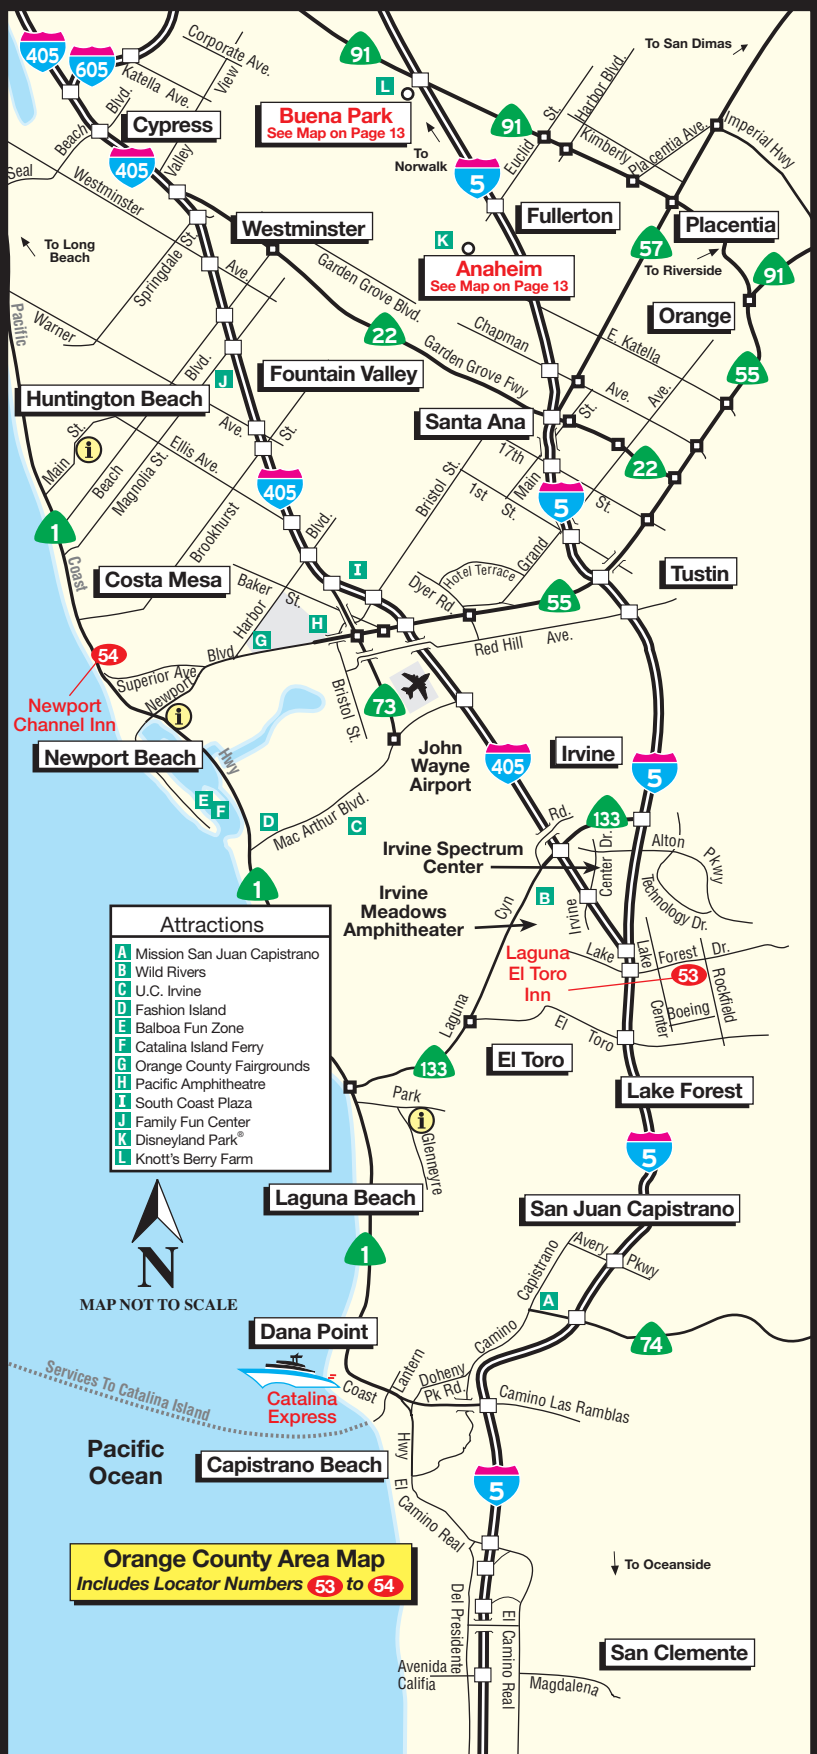 405
605
Corporate Ave.
View
Katella Ave.
Blvd.
Beach
Cypress
405
Valley
91
L
Buena Park
See Map on Page 13
To
Norwalk
91
Euclid
St.
Harbor Blvd.
Kimberly
Placentia Ave.
Imperial Hwy
To San Dimas
5
Seal
Westminster
Ave.
Springdale St.
Westminster
Fullerton
Placentia
57
To Riverside
91
K
Anaheim
See Map on Page 13
To Long
Beach
Garden Grove Blvd.
Orange
Pacific
Warner
Ave.
22
Chapman
Ave.
E. Katella
Ave.
Garden Grove Fwy
55
J
Fountain Valley
Huntington Beach
Santa Ana
St.
Blvd.
St.
Main
St.
i
Beach
Magnolia St.
Ellis Ave.
Brookhurst
405
Bristol St.
17th
St.
1st
St.
Main
22
5
1
Coast
Blvd.
Costa Mesa
Baker
St.
Harbor
I
H
G
Dyer Rd.
Hotel Terrace
Grand
55
Tustin
54
Newport
Channel Inn
Superior Ave
Newport
Blvd.
Red Hill
Ave.
Bristol St.
73
i
Newport Beach
Hwy
John
Wayne
Airport
405
Irvine
5
E
F
D
C
Mac Arthur Blvd.
1
Rd.
133
Irvine Spectrum
Center
Center Dr.
Irvine
Alton
Pkwy
Technology Dr.
Irvine
Meadows
Amphitheater
Cyn
Laguna
B
Laguna
El Toro
Inn
Lake
Forest
Dr.
53
Lake
Center
Boeing
Rockfield
El
Toro
Attractions
A Mission San Juan Capistrano
B Wild Rivers
C U.C. Irvine
D Fashion Island
E Balboa Fun Zone
F Catalina Island Ferry
G Orange County Fairgrounds
H Pacific Amphitheatre
I South Coast Plaza
J Family Fun Center
K Disneyland Park®
L Knott's Berry Farm
133
El Toro
Lake Forest
Park
i
Glenneyre
5
Laguna Beach
San Juan Capistrano
N
MAP NOT TO SCALE
1
Avery
Pkwy
Capistrano
Camino
A
74
Dana Point
Services To Catalina Island
Catalina
Express
Coast
Lantern
Doheny
Pk Rd.
Camino Las Ramblas
Hwy
Pacific
Ocean
Capistrano Beach
5
El
Camino Real
Orange County Area Map
Includes Locator Numbers 53 to 54
To Oceanside
Del Presidente
El Camino Real
San Clemente
Avenida
Califia
Magdalena